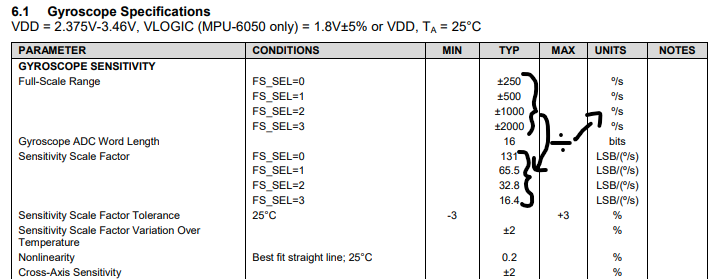 6.1 Gyroscope Specifications
VDD = 2.375V-3.46V, VLOGIC (MPU-6050 only) = 1.8V±5% or VDD, TA = 25°C
PARAMETER CONDITIONS MIN TYP MAX UNITS NOTES
GYROSCOPE SENSITIVITY
Full-Scale Range FS_SEL=0 ±250 º/s
FS_SEL=1 ±500 º/s
FS_SEL=2 ±1000 º/s
FS_SEL=3 ±2000 º/s
÷
Gyroscope ADC Word Length 16 bits
Sensitivity Scale Factor FS_SEL=0 131 LSB/(º/s)
FS_SEL=1 65.5 LSB/(º/s)
FS_SEL=2 32.8 LSB/(º/s)
FS_SEL=3 16.4 LSB/(º/s)
Sensitivity Scale Factor Tolerance 25°C -3 +3 %
Sensitivity Scale Factor Variation Over Temperature ±2 %
Nonlinearity Best fit straight line; 25°C 0.2 %
Cross-Axis Sensitivity ±2 %